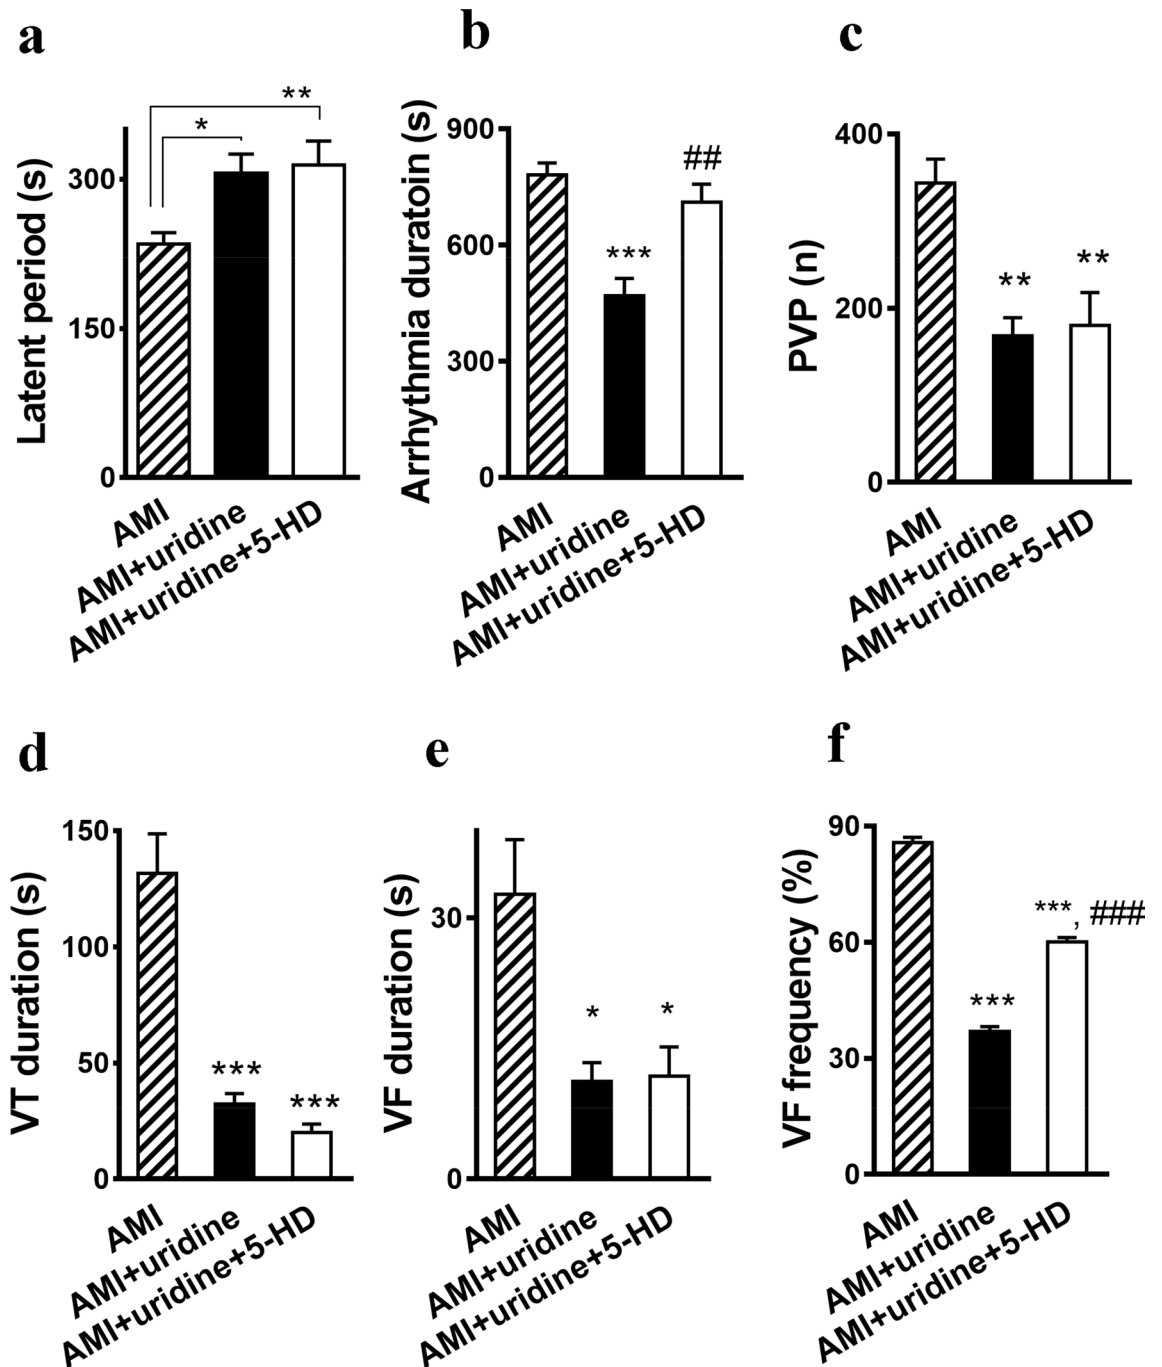 a
Latent period (s)
300
150
0
*
**
AMI
AMI+uridine
AMI+uridine+5-HD
b
Arrhythmia duratoin (s)
900
600
300
0
***
##
AMI
AMI+uridine
AMI+uridine+5-HD
c
PVP (n)
400
200
0
**
**
AMI
AMI+uridine
AMI+uridine+5-HD
d
VT duration (s)
150
100
50
0
***
***
AMI
AMI+uridine
AMI+uridine+5-HD
e
VF duration (s)
30
0
*
*
AMI
AMI+uridine
AMI+uridine+5-HD
f
VF frequency (%)
90
60
30
0
***
***, ###
AMI
AMI+uridine
AMI+uridine+5-HD